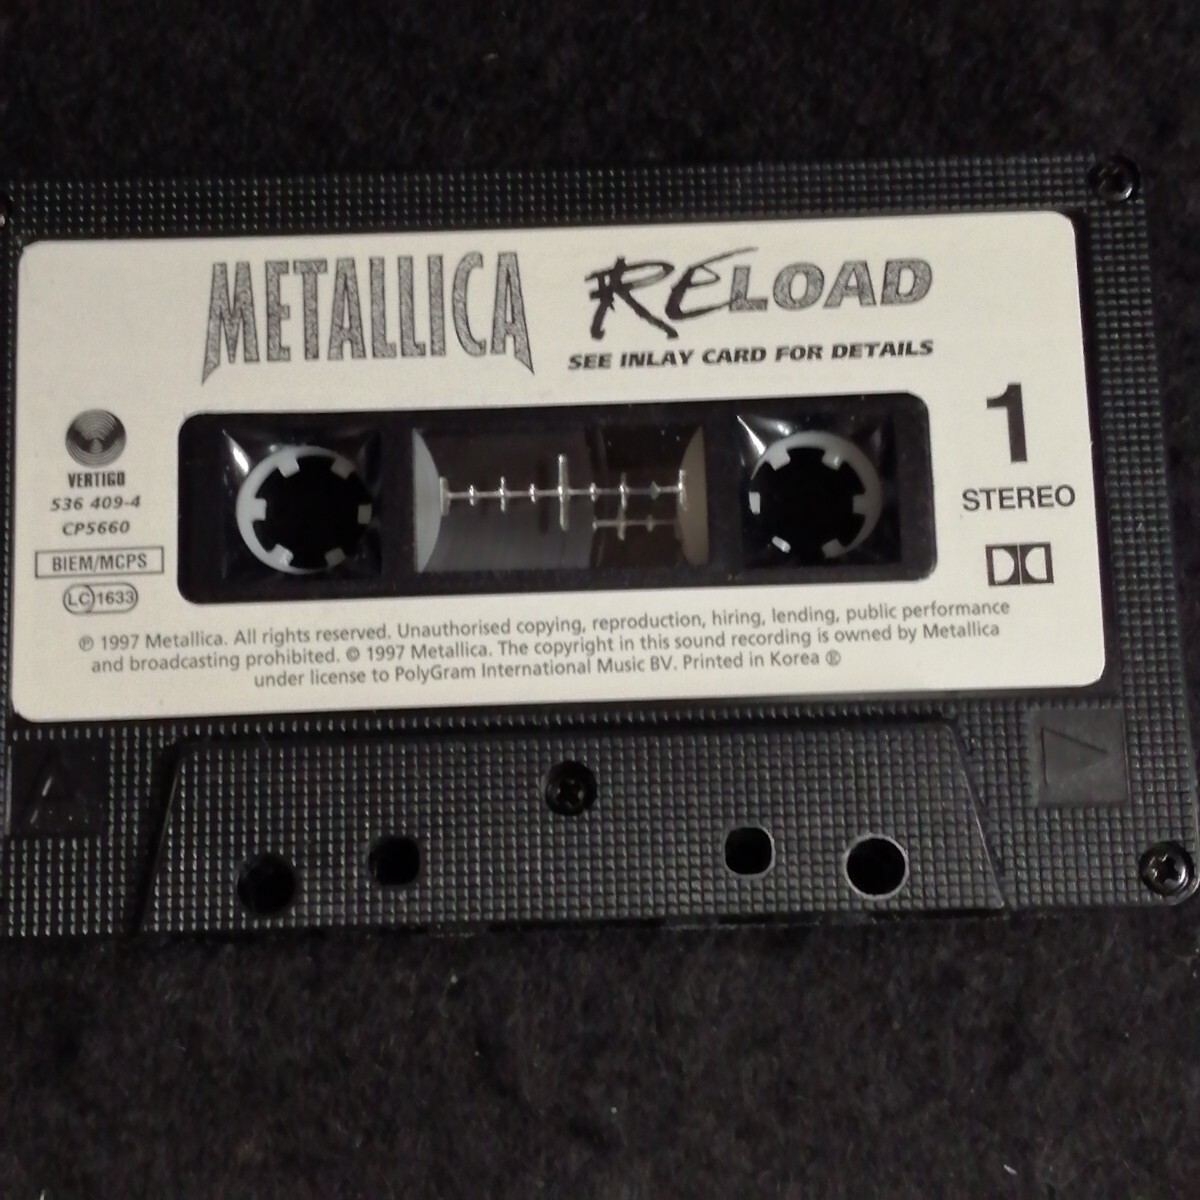 METALLICA
RELOAD
SEE INLAY CARD FOR DETAILS
1
STEREO
VERTIGO
536 409-4
CP5660
BIEM/MCPS
LC 1633
℗ 1997 Metallica. All rights reserved. Unauthorised copying, reproduction, hiring, lending, public performance
and broadcasting prohibited. © 1997 Metallica. The copyright in this sound recording is owned by Metallica
under license to PolyGram International Music BV. Printed in Korea